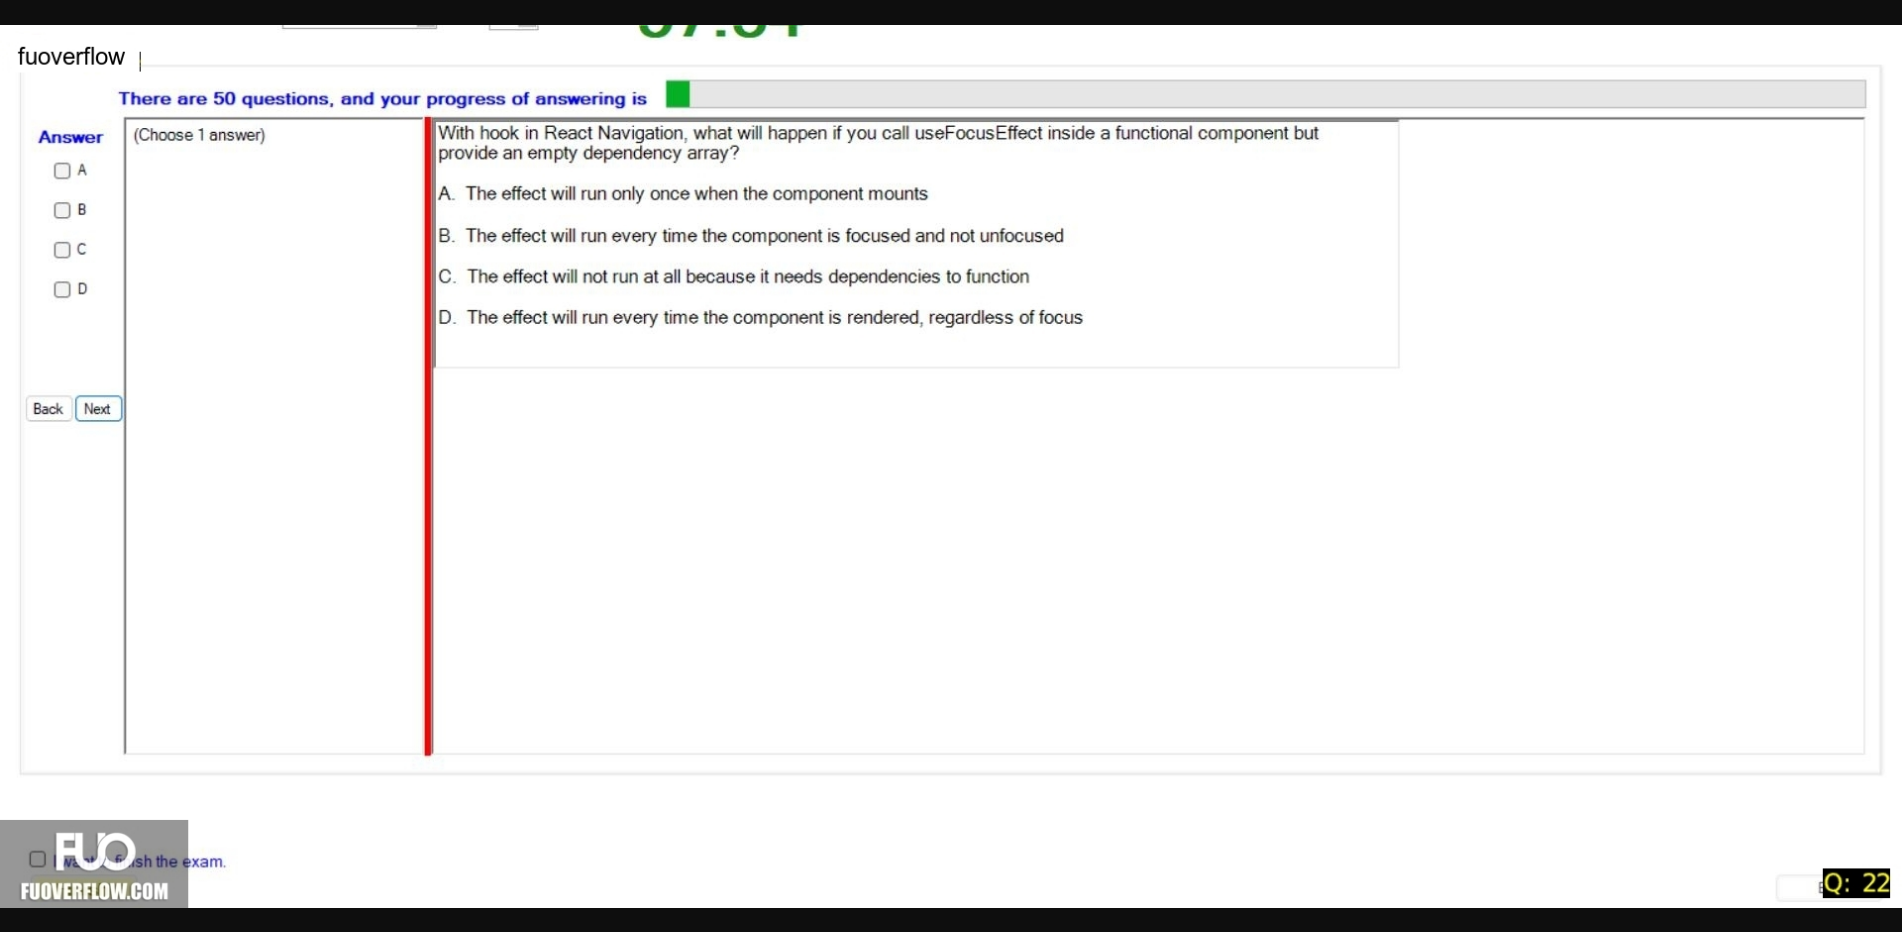 fuoverflow
There are 50 questions, and your progress of answering is
Answer
(Choose 1 answer)
A
B
C
D
Back
Next
With hook in React Navigation, what will happen if you call useFocusEffect inside a functional component but
provide an empty dependency array?
A. The effect will run only once when the component mounts
B. The effect will run every time the component is focused and not unfocused
C. The effect will not run at all because it needs dependencies to function
D. The effect will run every time the component is rendered, regardless of focus
FUO
sh the exam.
FUOVERFLOW.COM
Q: 22